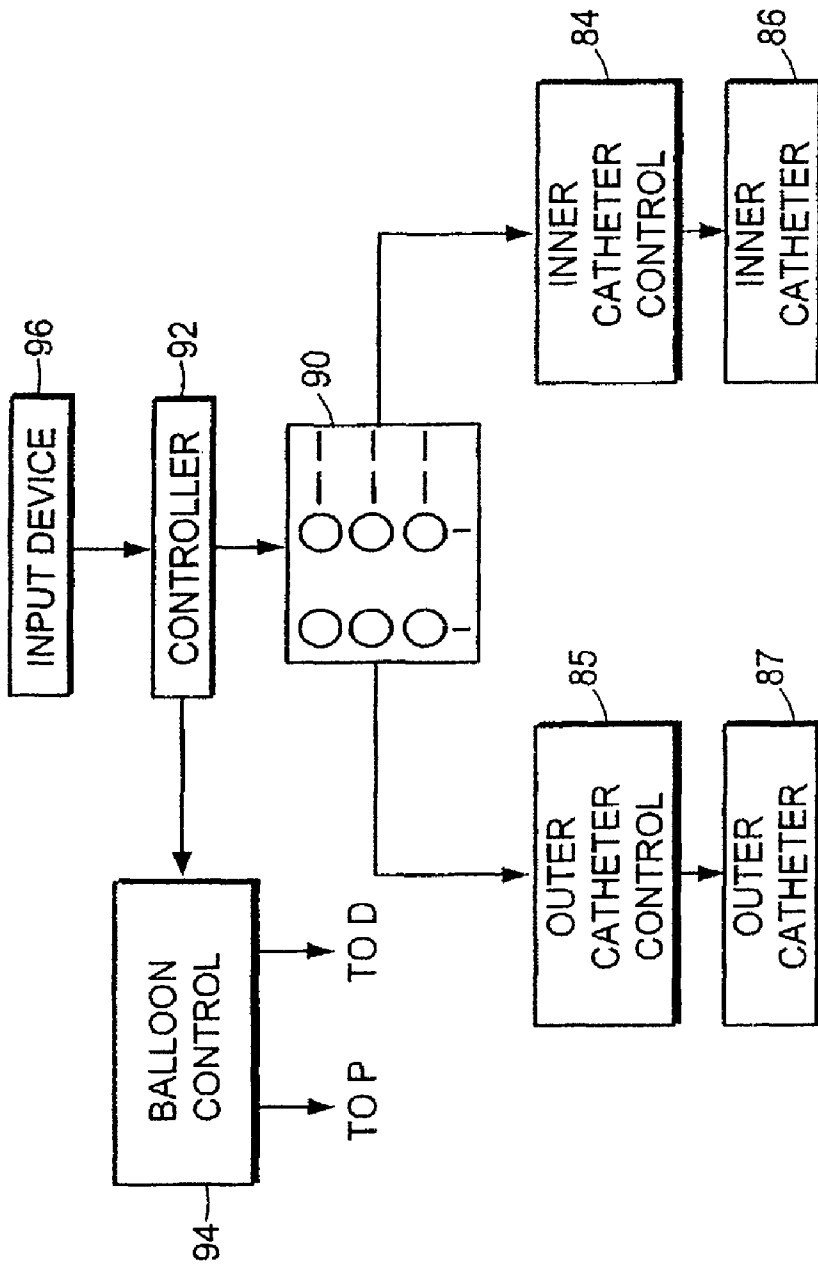 INPUT DEVICE
96
CONTROLLER
92
90
BALLOON
CONTROL
94
TO P
TO D
OUTER
CATHETER
CONTROL
85
INNER
CATHETER
CONTROL
84
OUTER
CATHETER
87
INNER
CATHETER
86